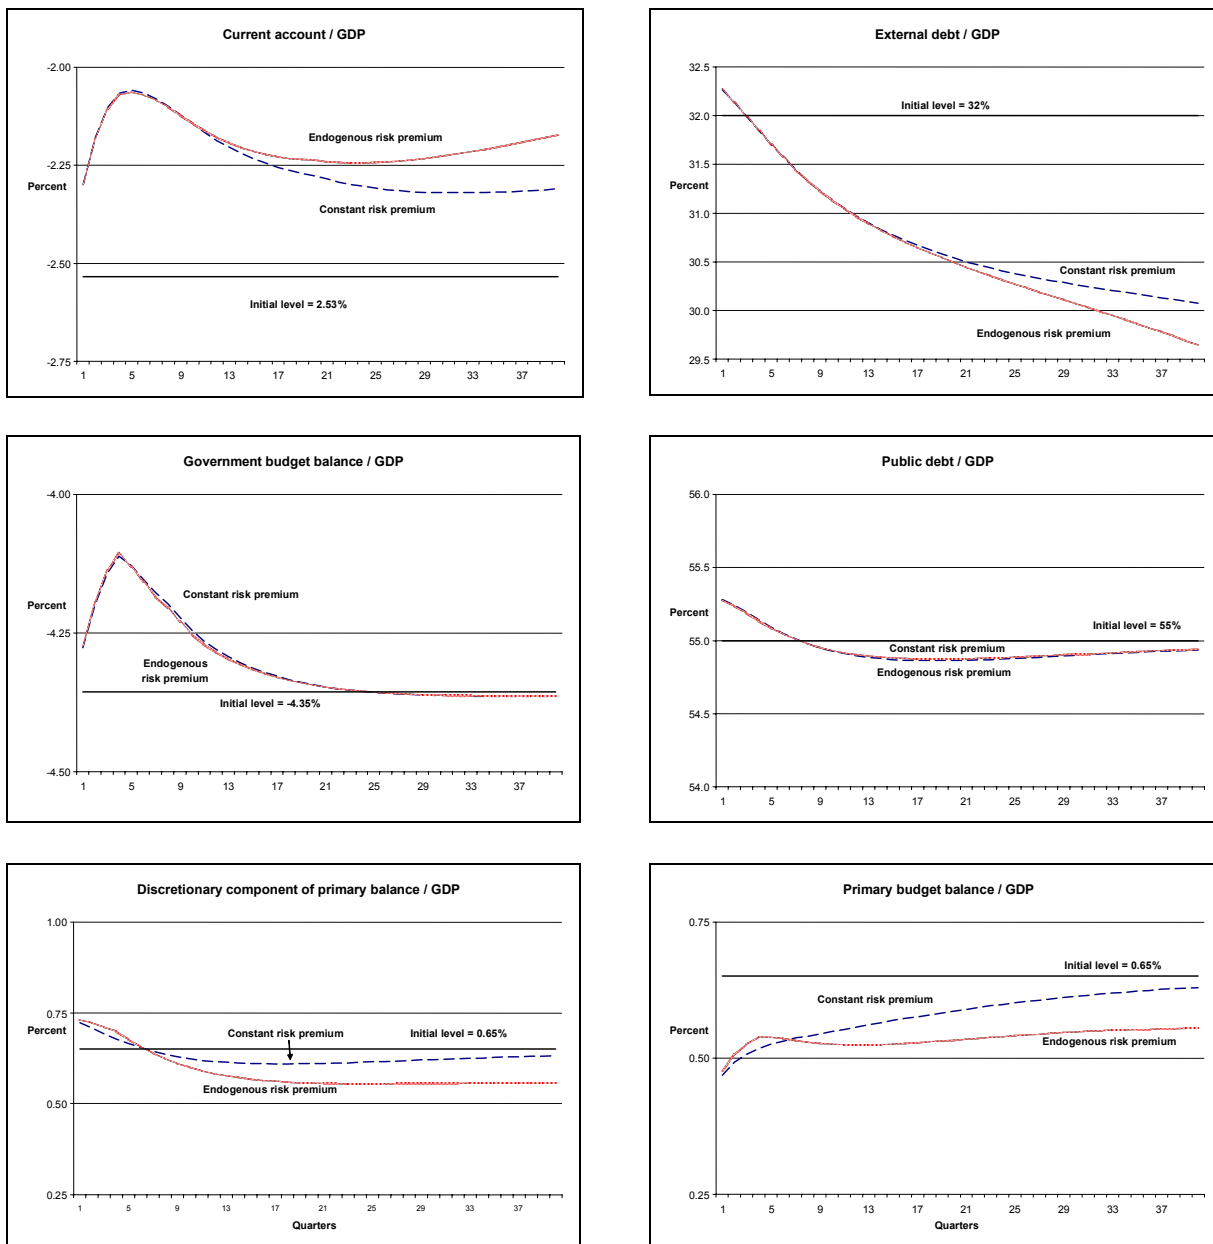 Current account / GDP
-2.00
Endogenous risk premium
-2.25
Percent
Constant risk premium
-2.50
Initial level = 2.53%
-2.75
1 5 9 13 17 21 25 29 33 37
External debt / GDP
32.5
Initial level = 32%
32.0
31.5
Percent
31.0
30.5
Constant risk premium
30.0
Endogenous risk premium
29.5
1 5 9 13 17 21 25 29 33 37
Government budget balance / GDP
-4.00
Constant risk premium
Percent
-4.25
Endogenous
risk premium
Initial level = -4.35%
-4.50
1 5 9 13 17 21 25 29 33 37
Public debt / GDP
56.0
55.5
Percent
Initial level = 55%
55.0
Constant risk premium
Endogenous risk premium
54.5
54.0
1 5 9 13 17 21 25 29 33 37
Discretionary component of primary balance / GDP
1.00
0.75
Percent
Constant risk premium
Initial level = 0.65%
Endogenous risk premium
0.50
0.25
1 5 9 13 17 21 25 29 33 37
Quarters
Primary budget balance / GDP
0.75
Initial level = 0.65%
Constant risk premium
Percent
Endogenous risk premium
0.50
0.25
1 5 9 13 17 21 25 29 33 37
Quarters